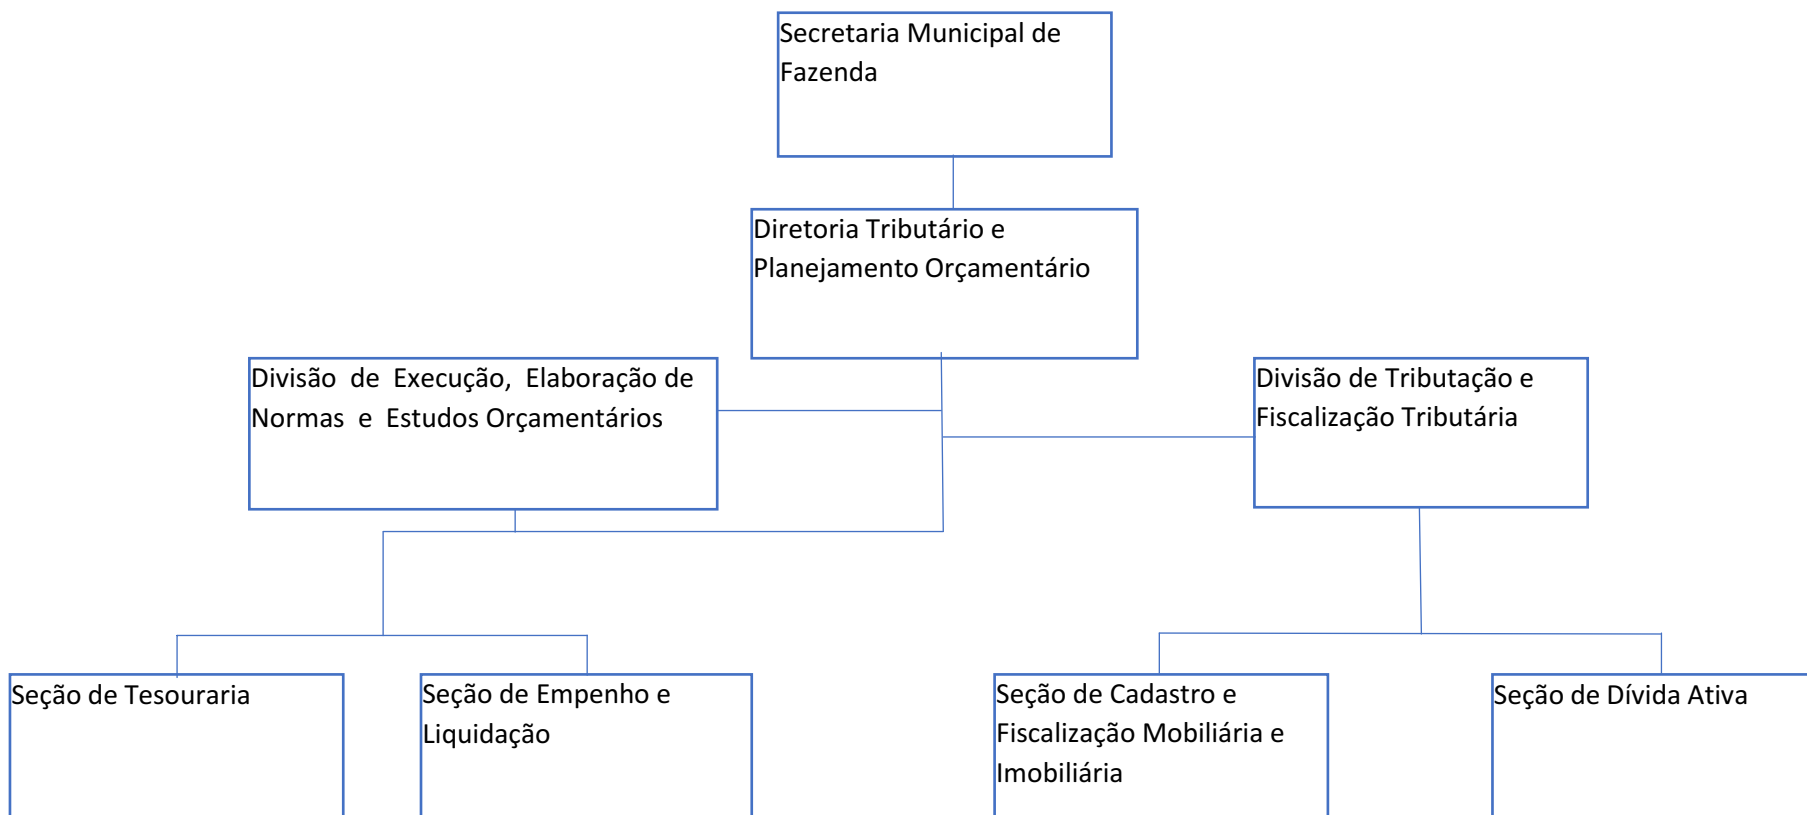 Secretaria Municipal de
Fazenda
Diretoria Tributário e
Planejamento Orçamentário
Divisão de Execução, Elaboração de
Normas e Estudos Orçamentários
Divisão de Tributação e
Fiscalização Tributária
Seção de Tesouraria
Seção de Empenho e
Liquidação
Seção de Cadastro e
Fiscalização Mobiliária e
Imobiliária
Seção de Dívida Ativa